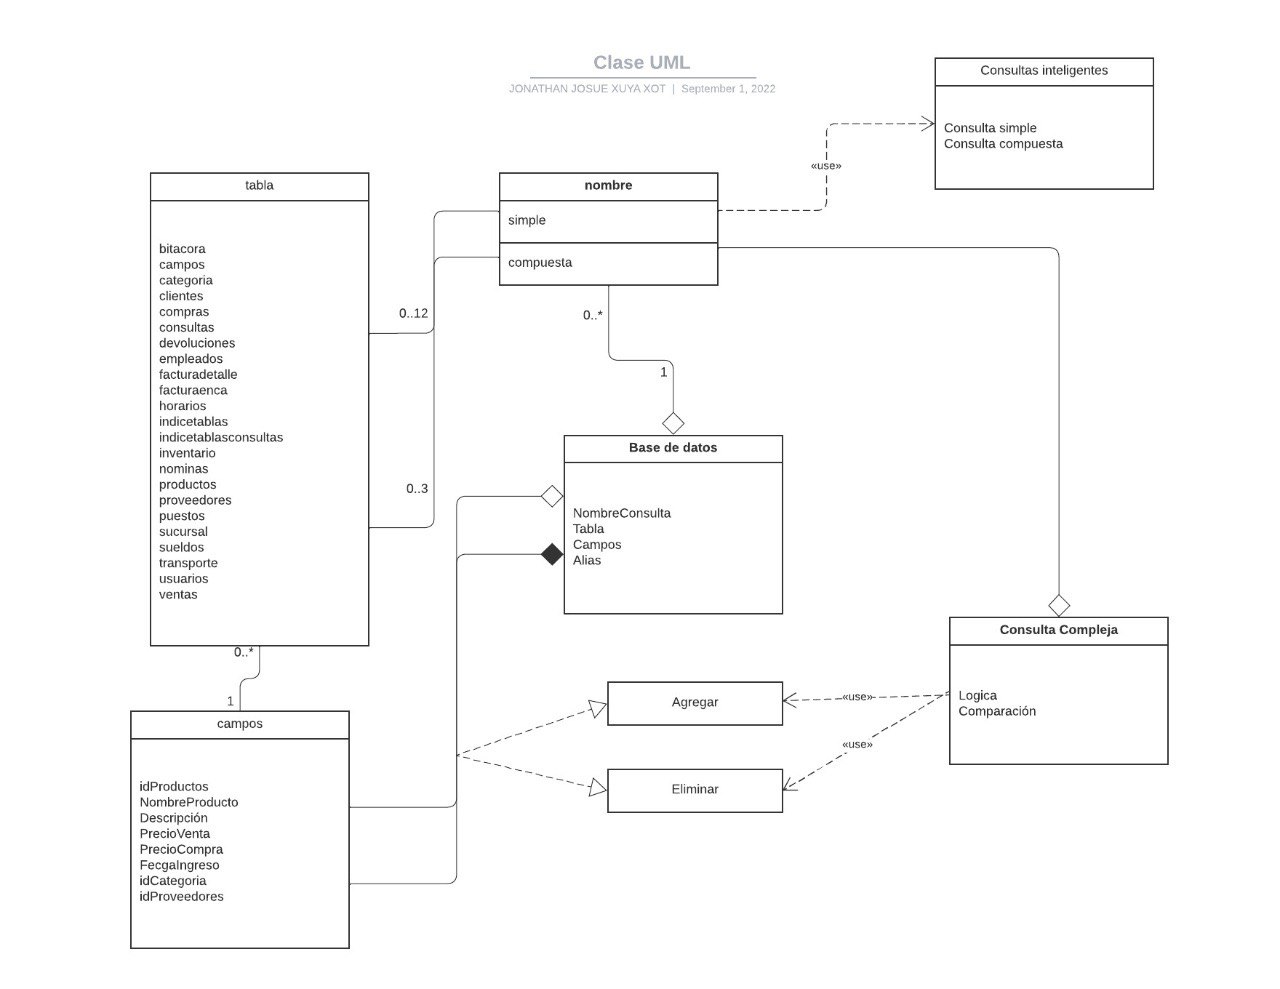 Clase UML
JONATHAN JOSUE XUYA XOT | September 1, 2022
Consultas inteligentes
Consulta simple
Consulta compuesta
«use»
tabla
bitacora
campos
categoria
clientes
compras
consultas
devoluciones
empleados
facturadetalle
facturaenca
horarios
indicetablas
indicetablasconsultas
inventario
nominas
productos
proveedores
puestos
sucursal
sueldos
transporte
usuarios
ventas
nombre
simple
compuesta
0..12
0..3
0..*
1
Base de datos
NombreConsulta
Tabla
Campos
Alias
0..*
1
campos
idProductos
NombreProducto
Descripción
PrecioVenta
PrecioCompra
FecgaIngreso
idCategoria
idProveedores
Agregar
Eliminar
«use»
«use»
Consulta Compleja
Logica
Comparación